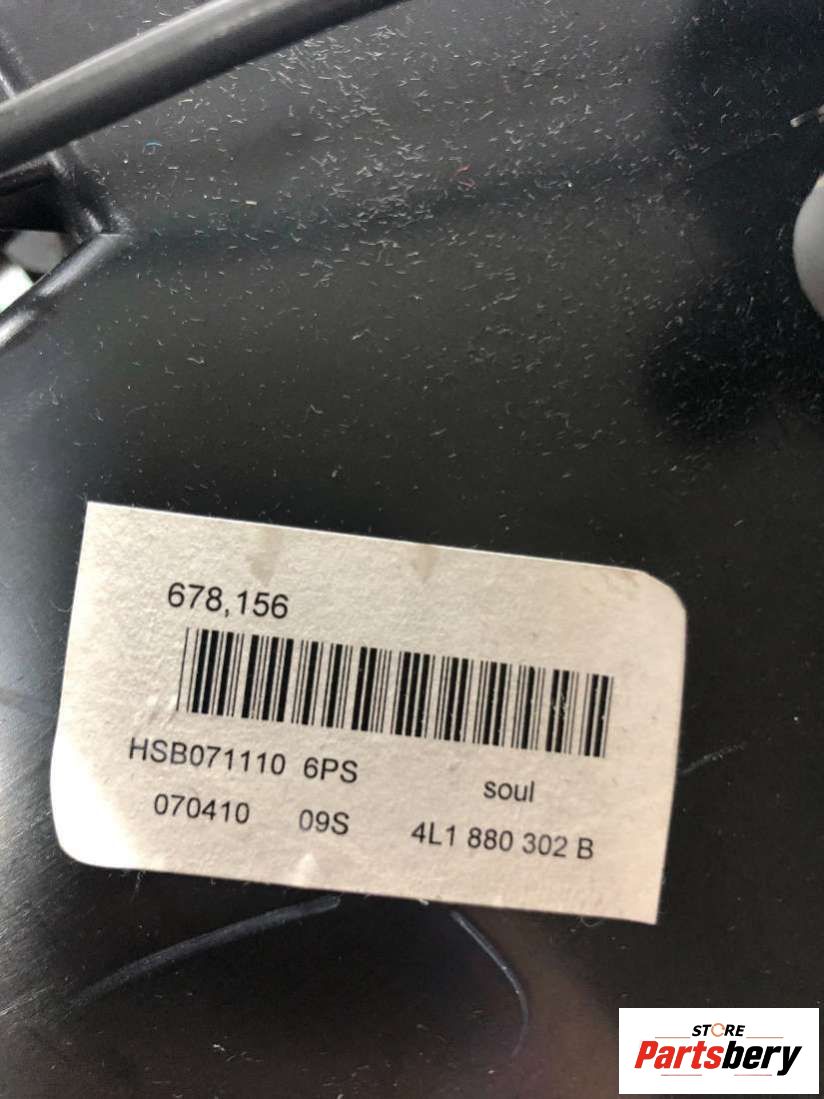 678,156
HSB071110 6PS
soul
070410 09S 4L1 880 302 B
STORE
Partsbery